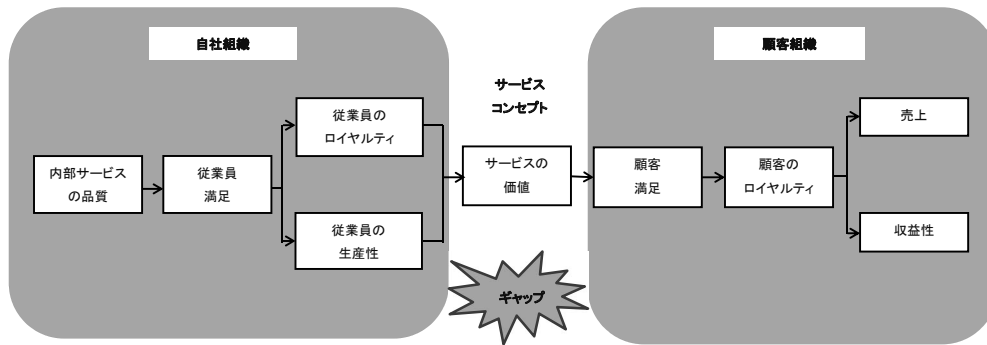 自社組織
顧客組織
サービス
コンセプト
内部サービス
の品質
従業員
満足
従業員の
ロイヤルティ
従業員の
生産性
サービスの
価値
顧客
満足
顧客の
ロイヤルティ
売上
収益性
ギャップ